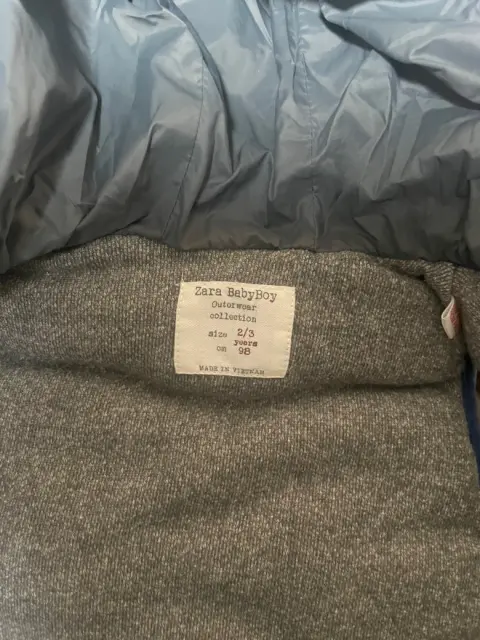 Zara BabyBoy
Outerwear
collection
size 2/3
years
cm 98
MADE IN VIETNAM